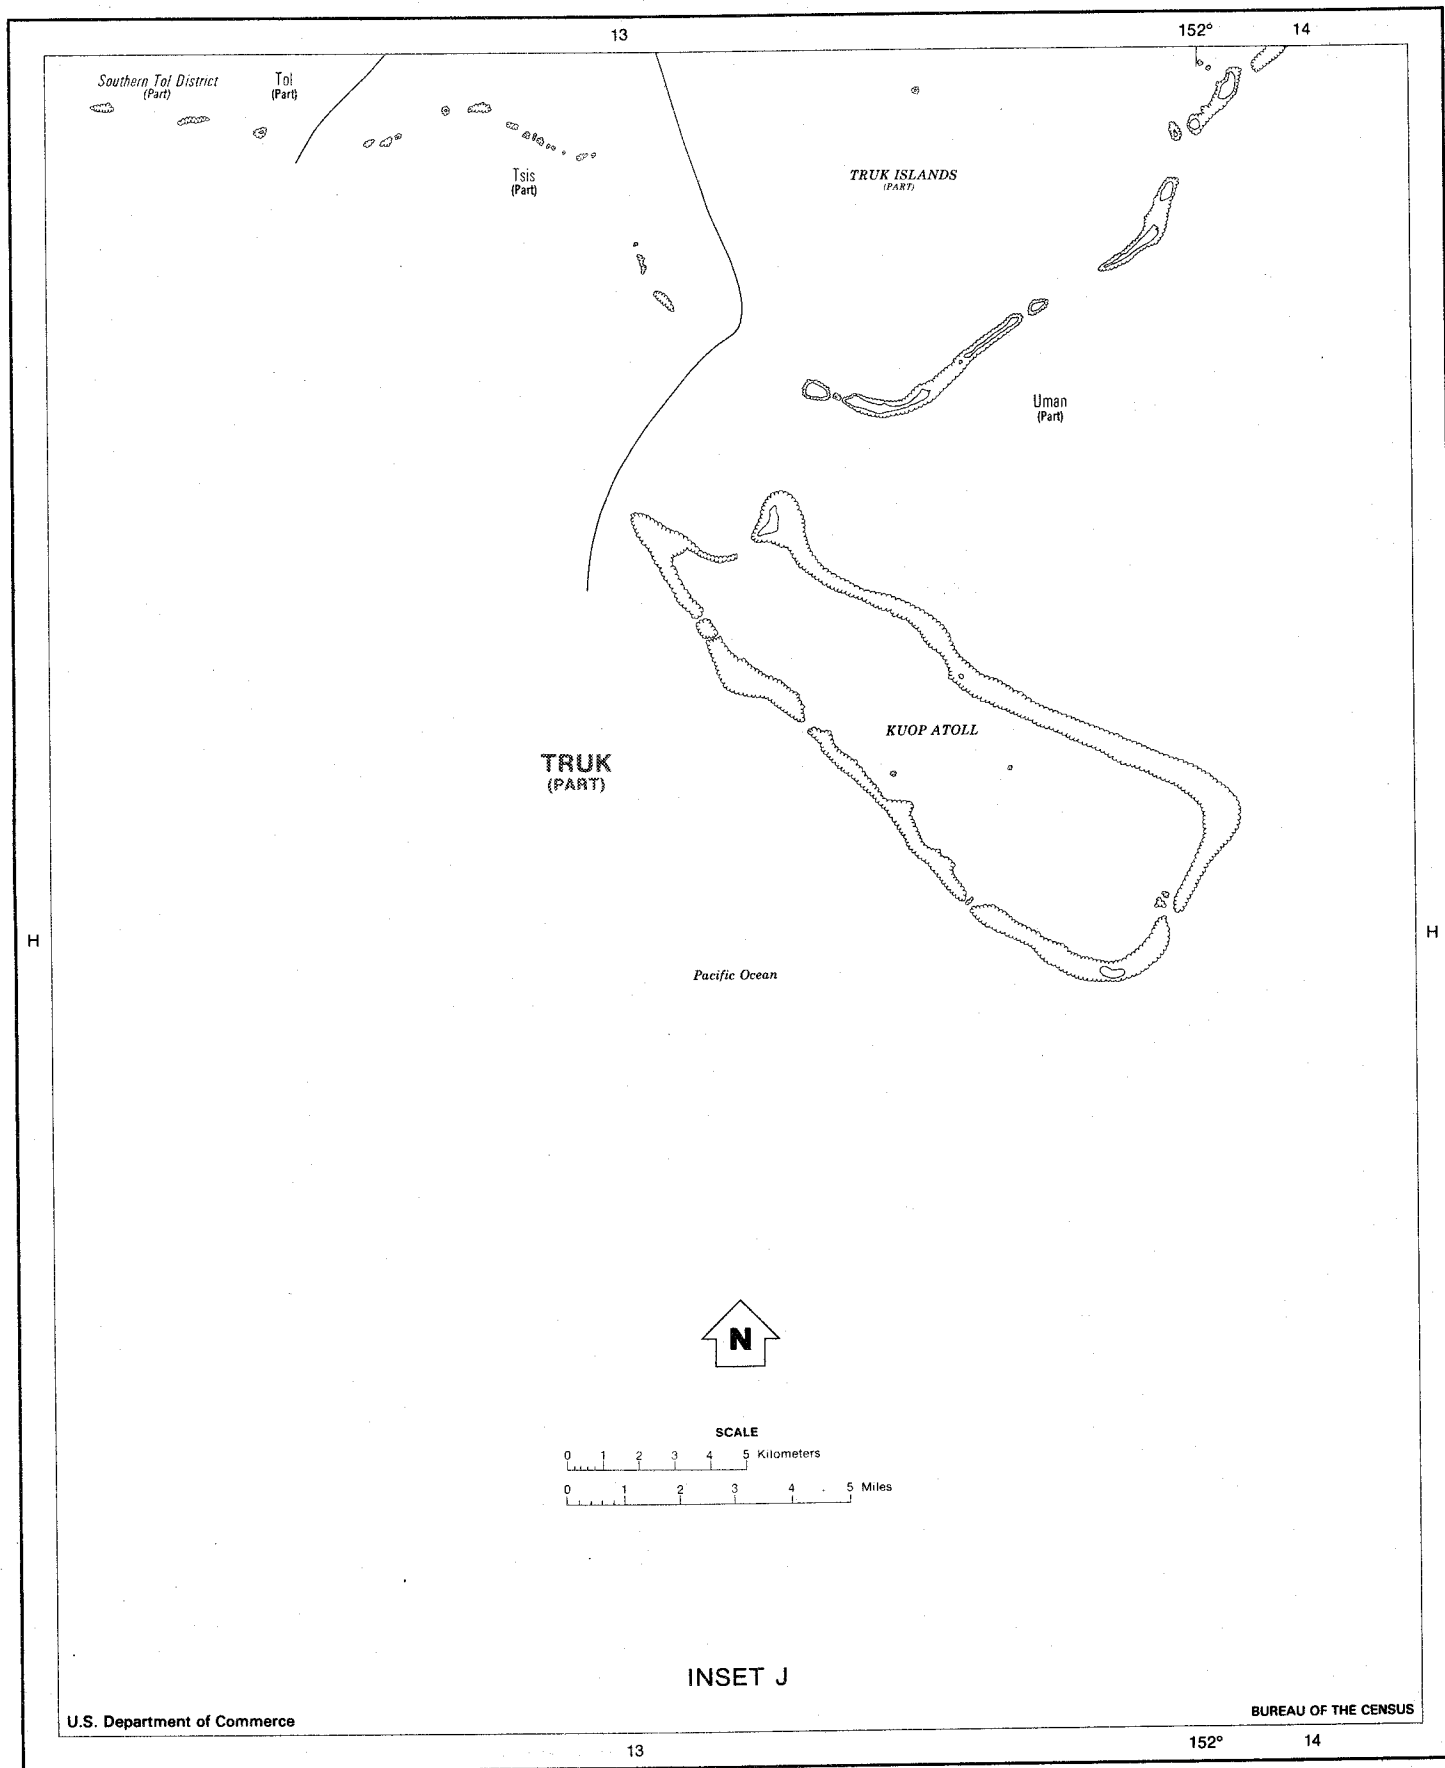 13 152° 14
Southern Tol District
(Part)
Tol
(Part)
Tsis
(Part)
TRUK ISLANDS
(PART)
Uman
(Part)
KUOP ATOLL
TRUK
(PART)
H H
Pacific Ocean
N
SCALE
0 1 2 3 4 5 Kilometers
0 1 2 3 4 5 Miles
INSET J
U.S. Department of Commerce
BUREAU OF THE CENSUS
13 152° 14